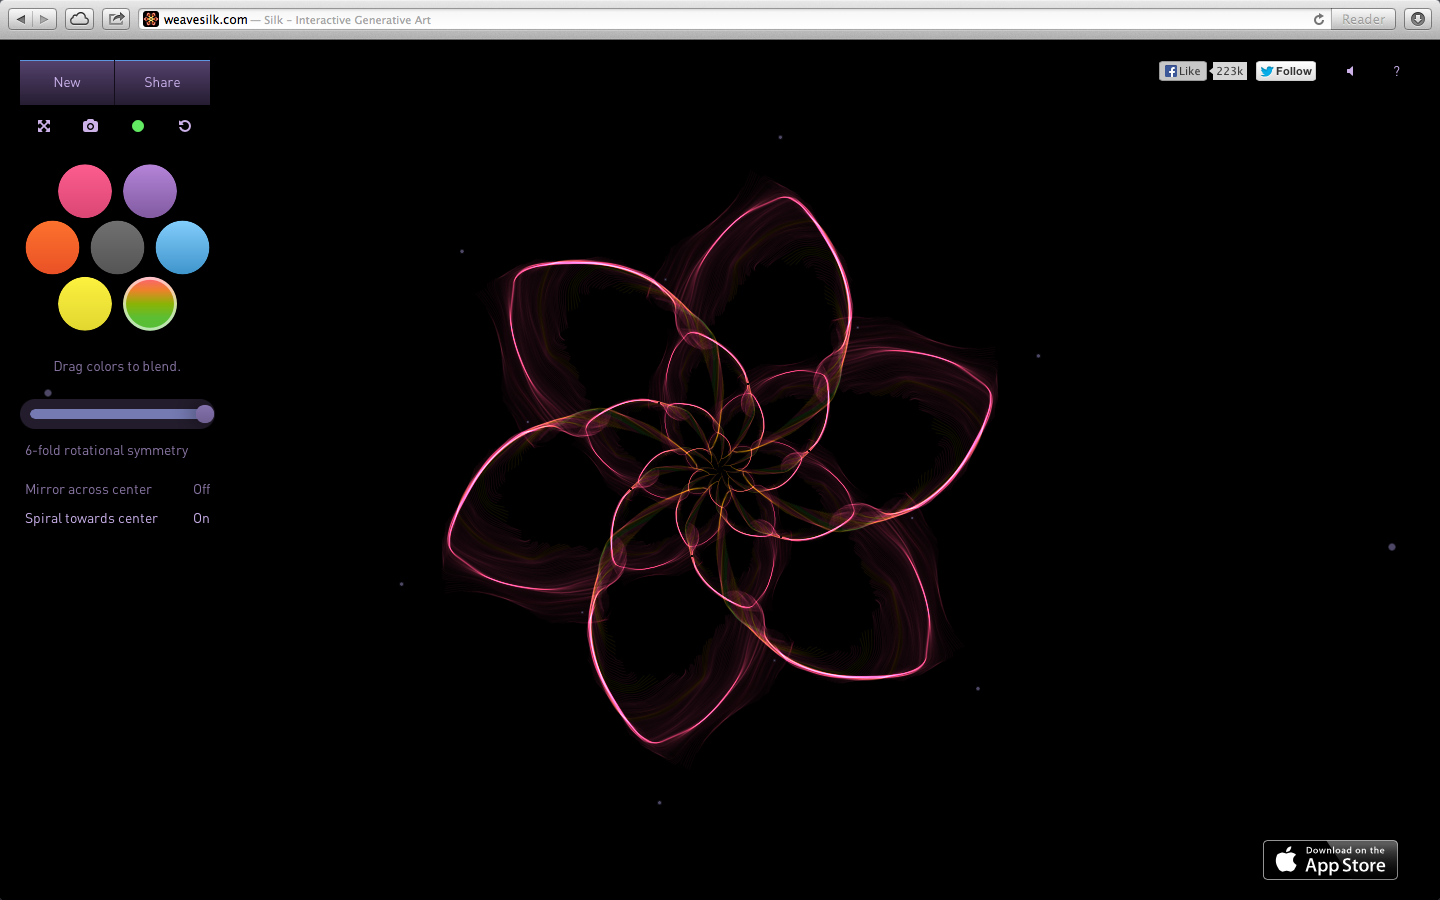 weavesilk.com — Silk – Interactive Generative Art
Reader
New
Share
Like
223k
Follow
?
Drag colors to blend.
6-fold rotational symmetry
Mirror across center Off
Spiral towards center On
Download on the
App Store